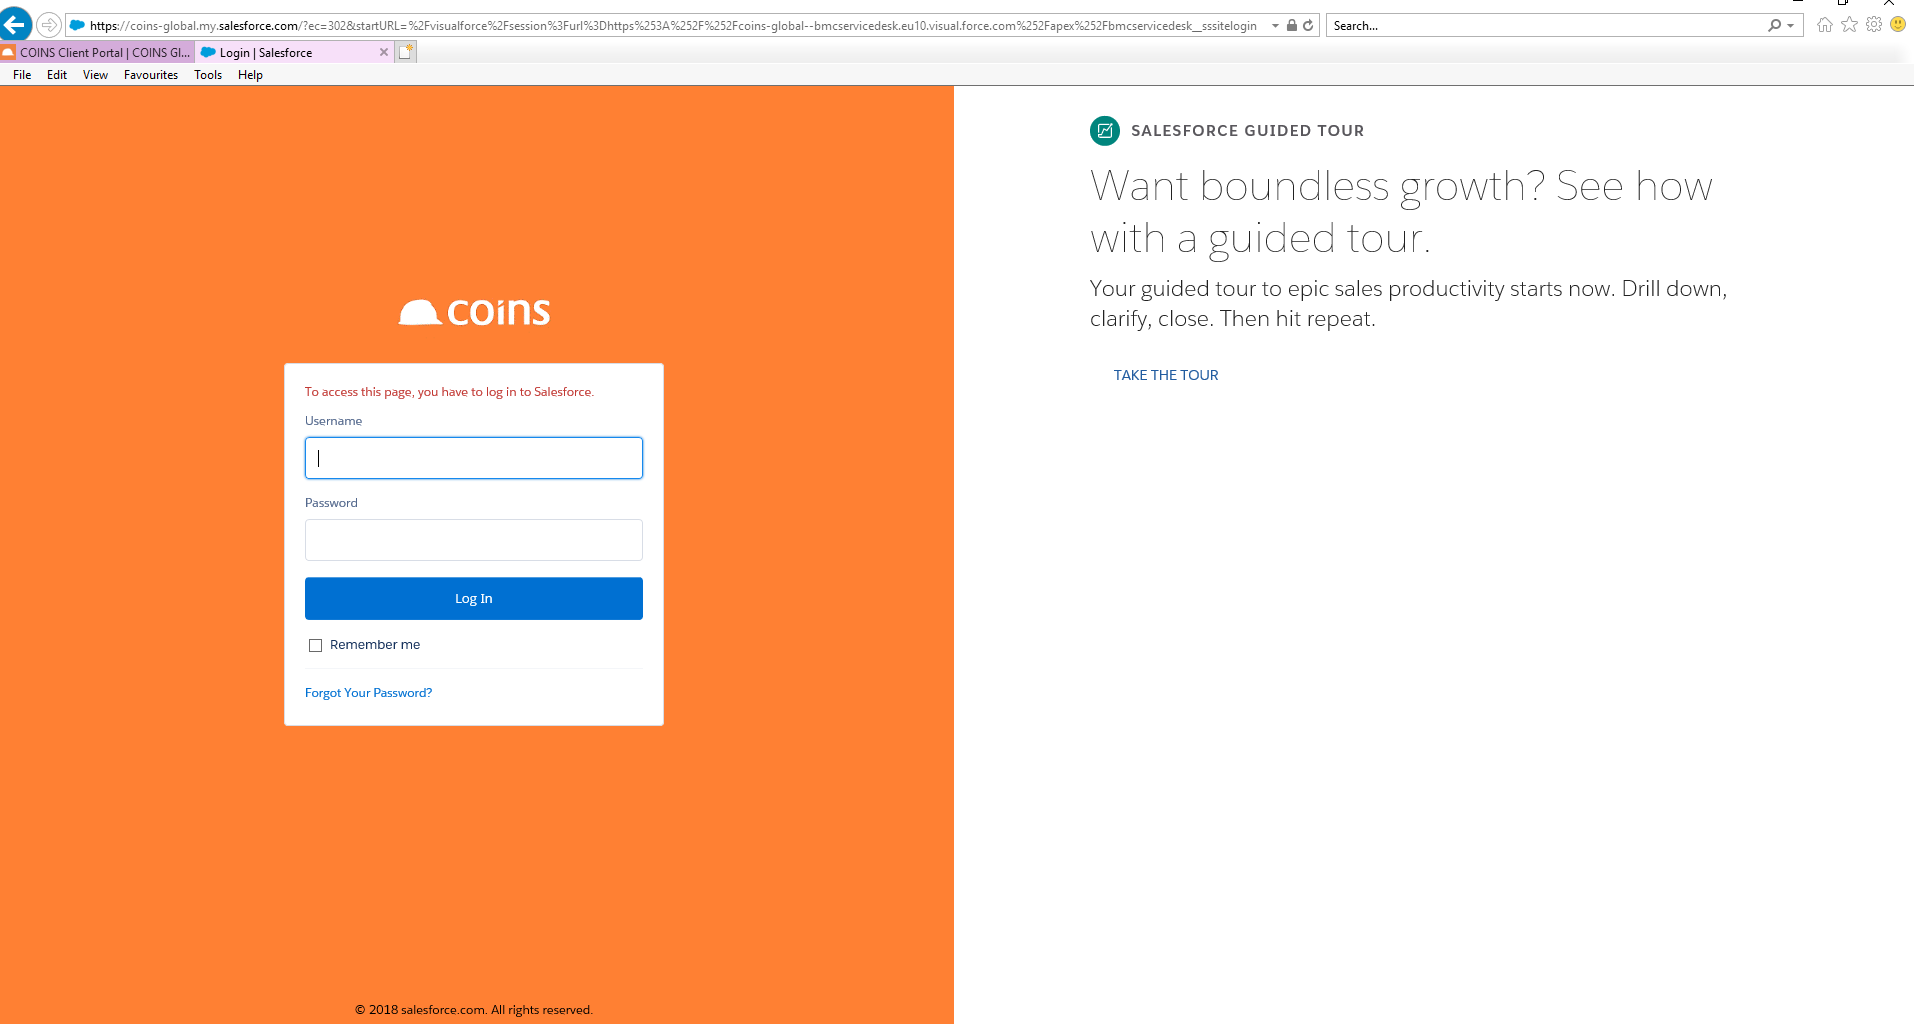 https://coins-global.my.salesforce.com/?ec=302&startURL=%2Fvisualforce%2Fsession%3Furl%3Dhttps%253A%252F%252Fcoins-global--bmcservicedesk.eu10.visual.force.com%252Fapex%252Fbmcservicedesk__sssitelogin
Search...
COINS Client Portal | COINS Gl...
Login | Salesforce
File Edit View Favourites Tools Help
coins
To access this page, you have to log in to Salesforce.
Username
Password
Log In
Remember me
Forgot Your Password?
© 2018 salesforce.com. All rights reserved.
SALESFORCE GUIDED TOUR
Want boundless growth? See how
with a guided tour.
Your guided tour to epic sales productivity starts now. Drill down,
clarify, close. Then hit repeat.
TAKE THE TOUR